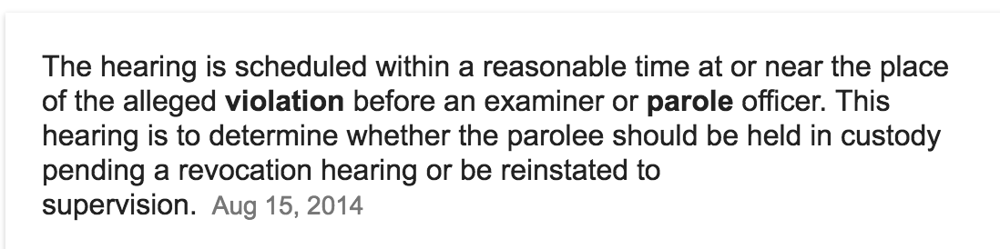 The hearing is scheduled within a reasonable time at or near the place
of the alleged violation before an examiner or parole officer. This
hearing is to determine whether the parolee should be held in custody
pending a revocation hearing or be reinstated to
supervision. Aug 15, 2014